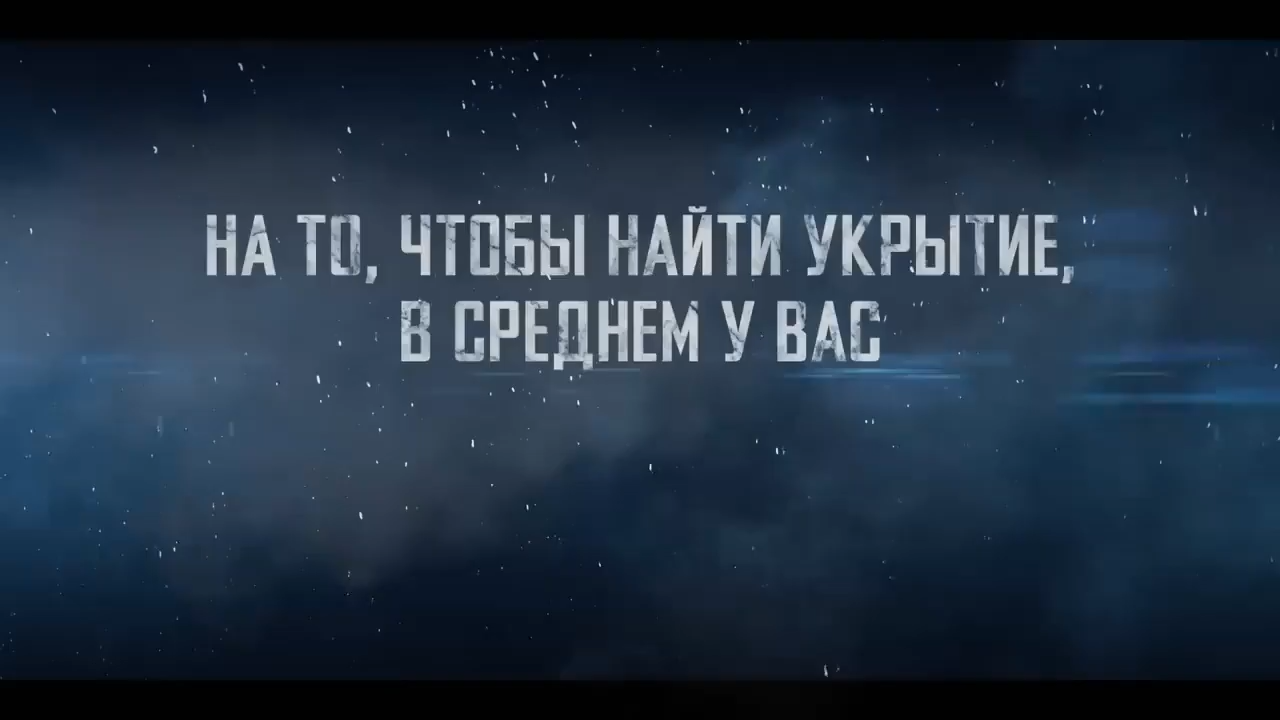 НА ТО, ЧТОБЫ НАЙТИ УКРЫТИЕ,
В СРЕДНЕМ У ВАС